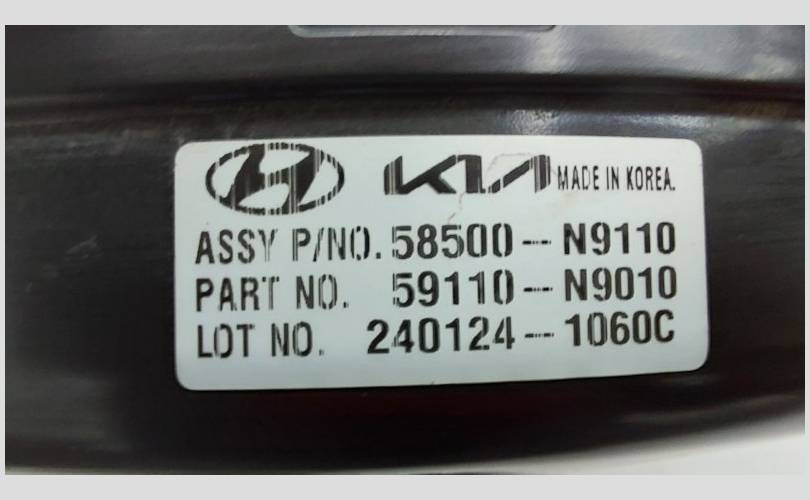 KIA MADE IN KOREA.
ASSY P/NO. 58500-N9110
PART NO. 59110-N9010
LOT NO. 240124-1060C